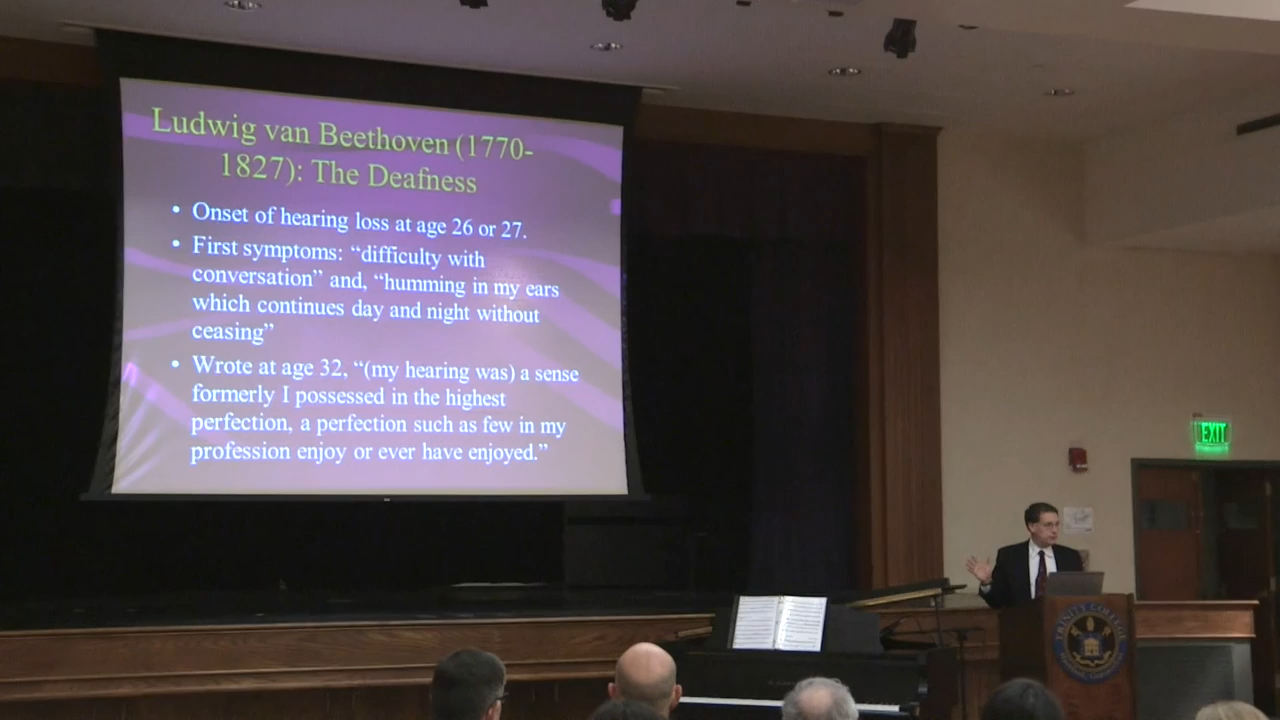 Ludwig van Beethoven (1770-
1827): The Deafness
• Onset of hearing loss at age 26 or 27.
• First symptoms: “difficulty with
conversation” and, “humming in my ears
which continues day and night without
ceasing”
• Wrote at age 32, “(my hearing was) a sense
formerly I possessed in the highest
perfection, a perfection such as few in my
profession enjoy or ever have enjoyed.”
EXIT
TRINITY COLLEGE